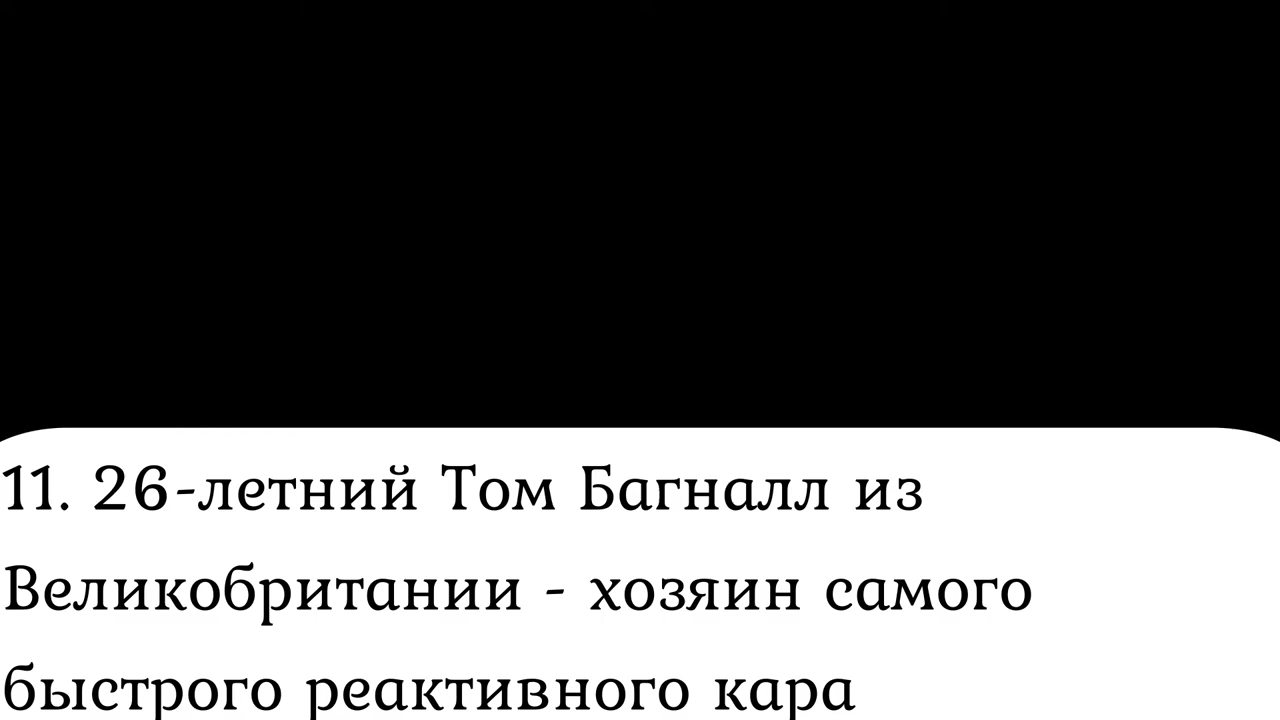 11. 26-летний Том Багналл из
Великобритании - хозяин самого
быстрого реактивного кара